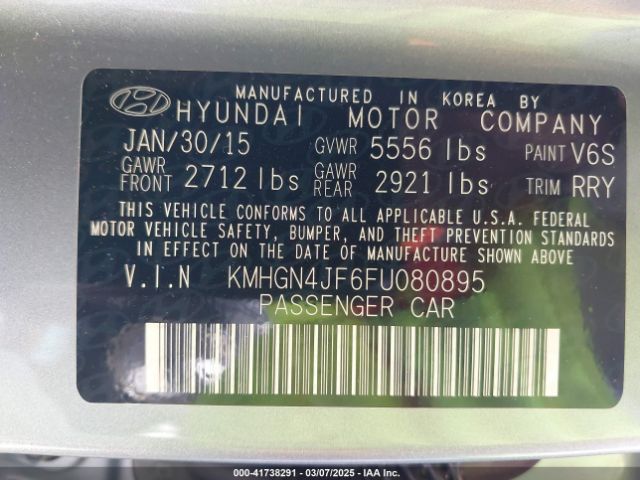 MANUFACTURED IN KOREA BY
HYUNDAI MOTOR COMPANY
JAN/30/15 GVWR 5556 lbs PAINT V6S
GAWR FRONT 2712 lbs GAWR REAR 2921 lbs TRIM RRY
THIS VEHICLE CONFORMS TO ALL APPLICABLE U.S.A. FEDERAL
MOTOR VEHICLE SAFETY, BUMPER, AND THEFT PREVENTION STANDARDS
IN EFFECT ON THE DATE OF MANUFACTURE SHOWN ABOVE
V.I.N KMHGN4JF6FU080895
PASSENGER CAR
000-41738291 - 03/07/2025 - IAAI.COM